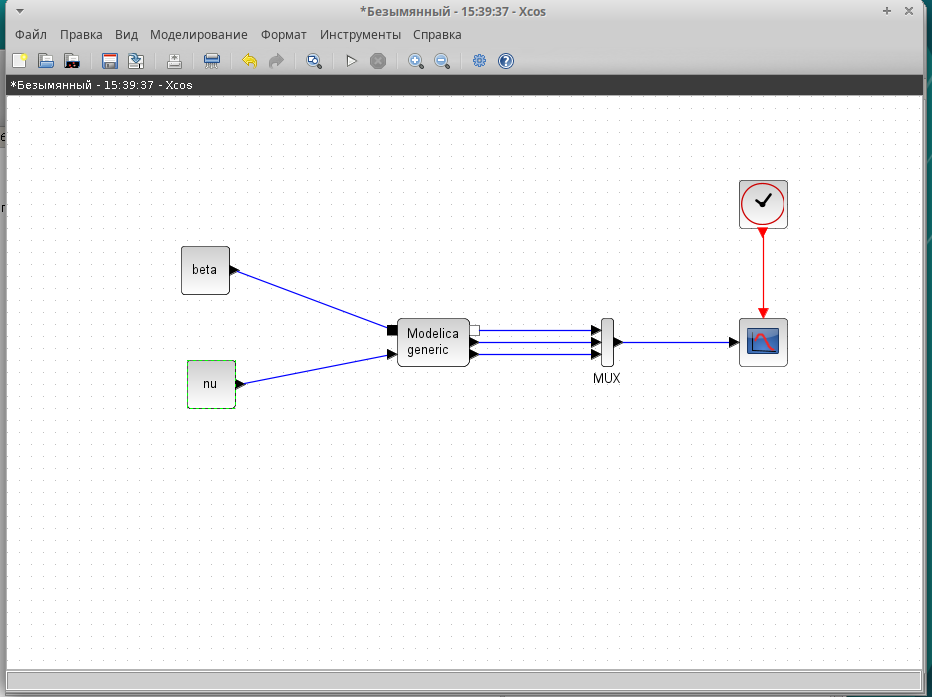 *Безымянный - 15:39:37 - Xcos
Файл Правка Вид Моделирование Формат Инструменты Справка
*Безымянный - 15:39:37 - Xcos
beta
Modelica
generic
nu
MUX